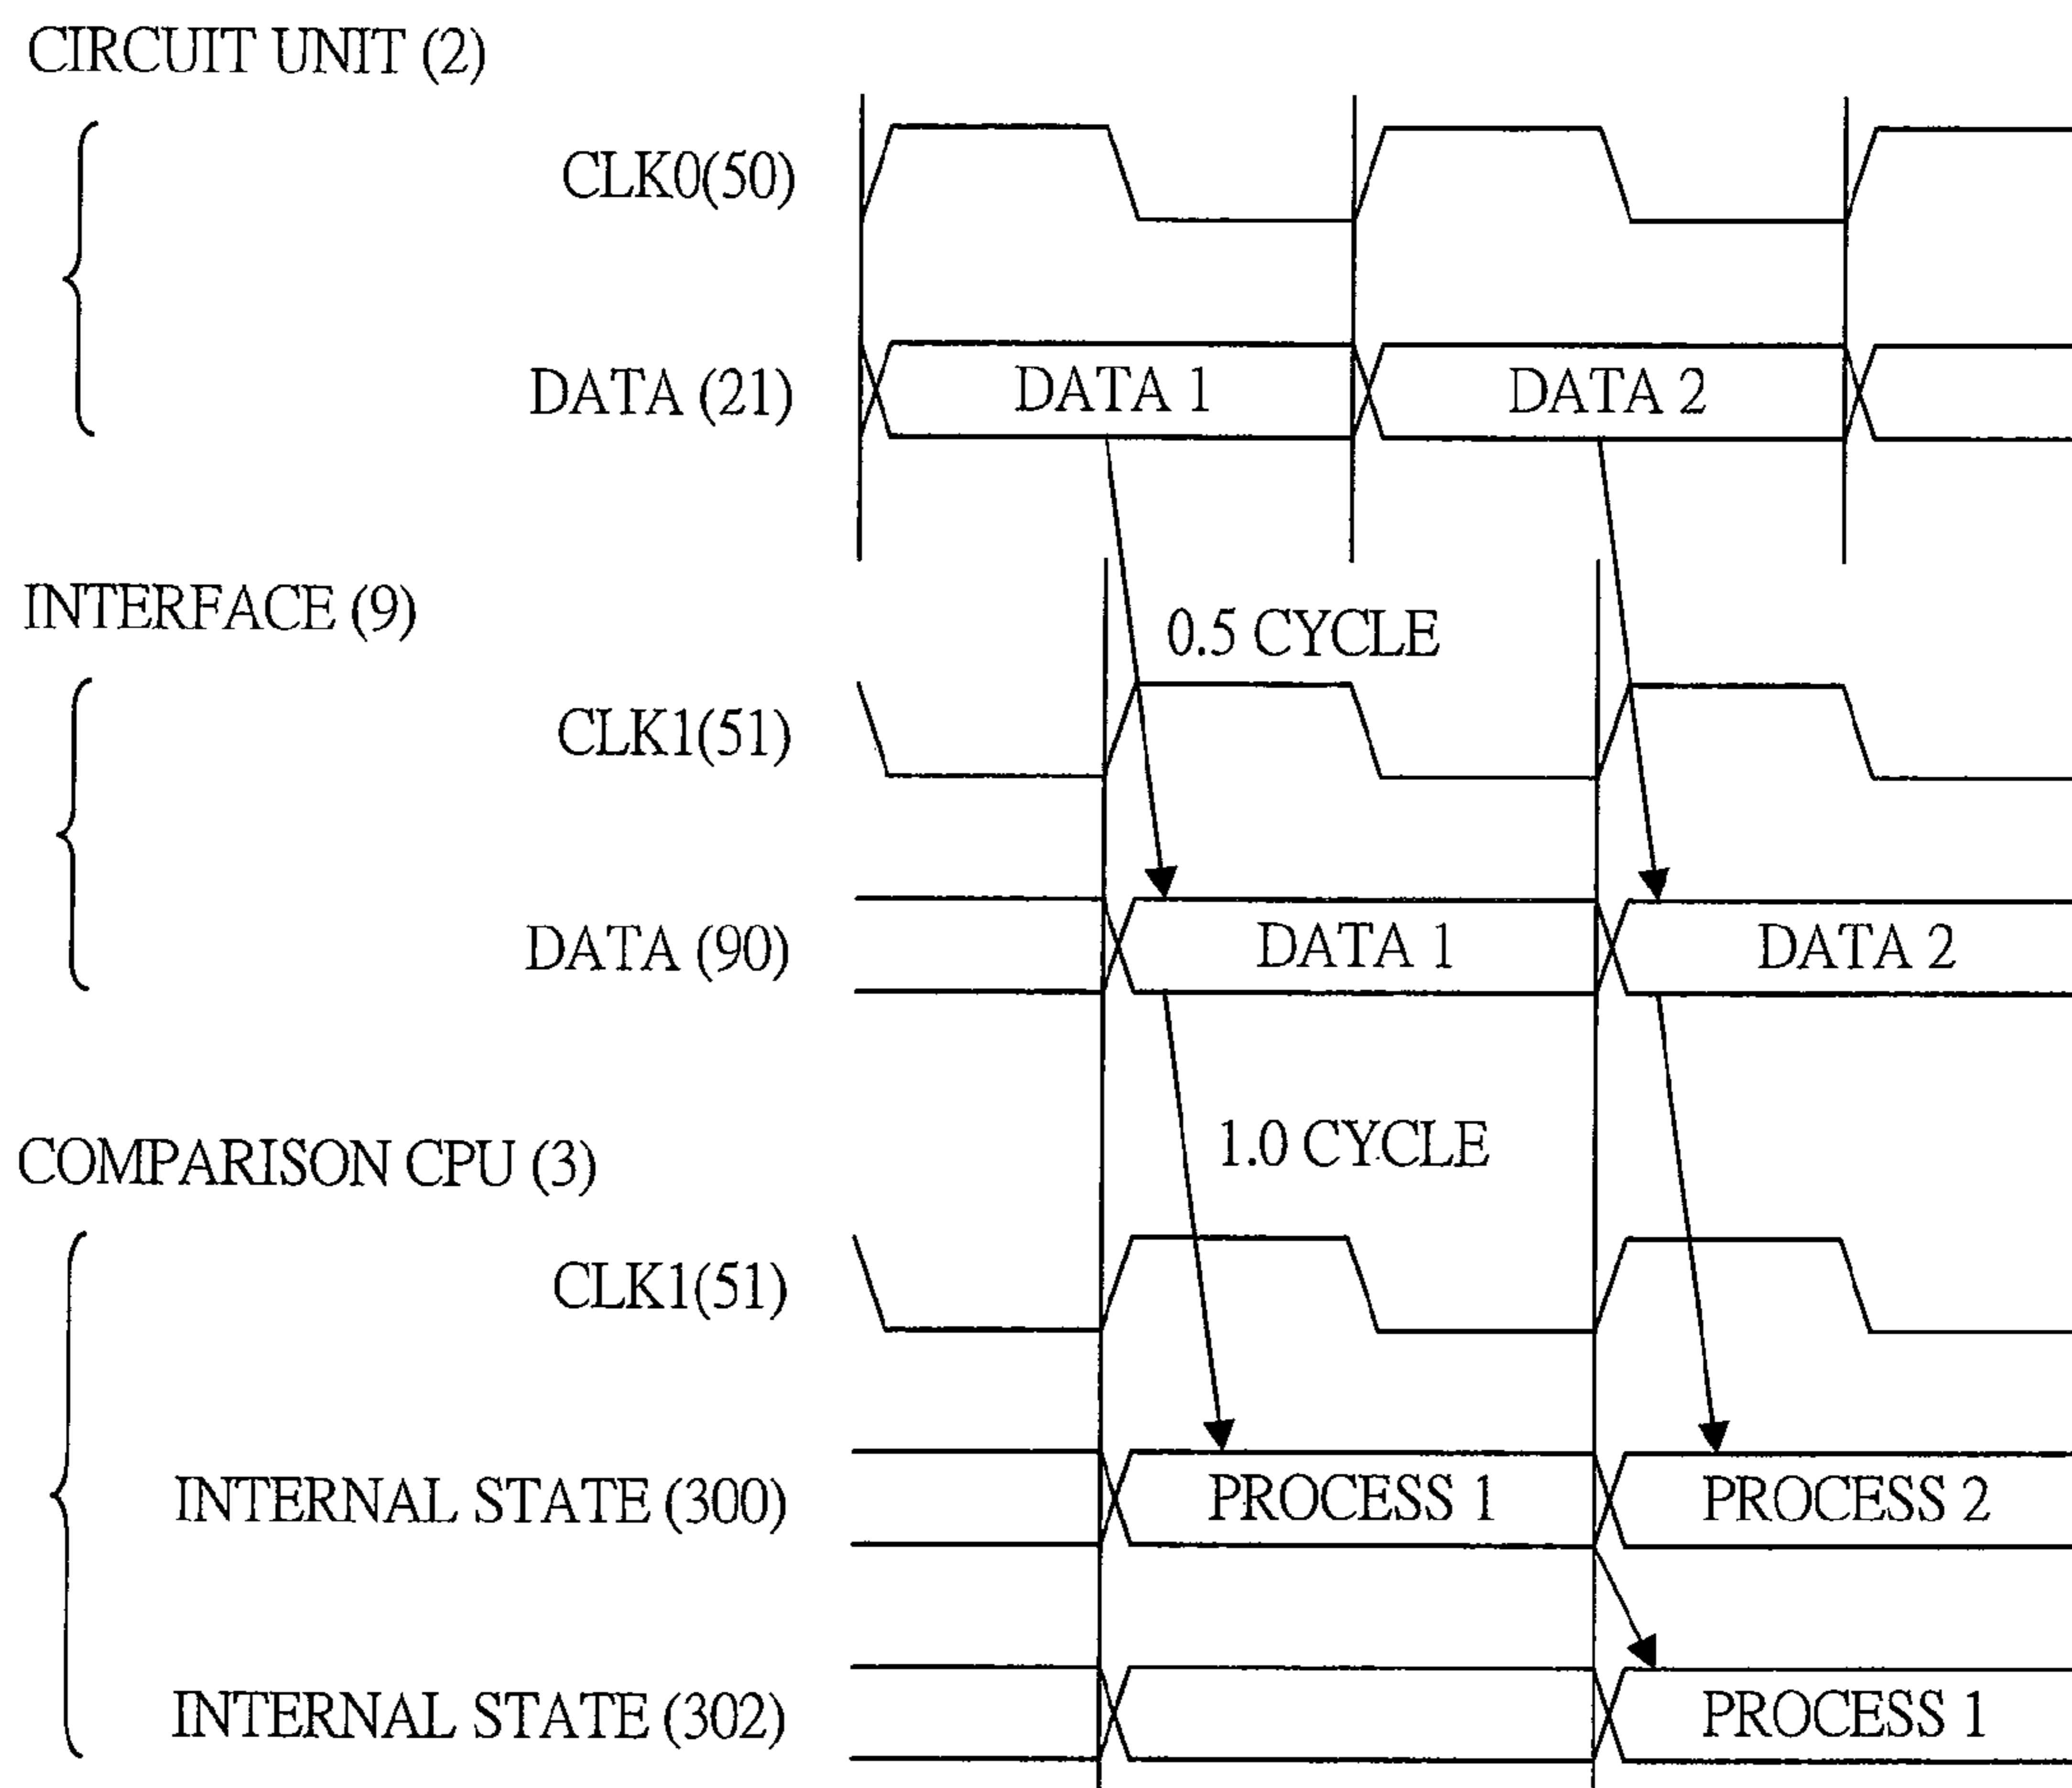 CIRCUIT UNIT (2)
CLK0(50)
DATA (21)
DATA 1
DATA 2
INTERFACE (9)
0.5 CYCLE
CLK1(51)
DATA (90)
DATA 1
DATA 2
1.0 CYCLE
COMPARISON CPU (3)
CLK1(51)
INTERNAL STATE (300)
PROCESS 1
PROCESS 2
INTERNAL STATE (302)
PROCESS 1